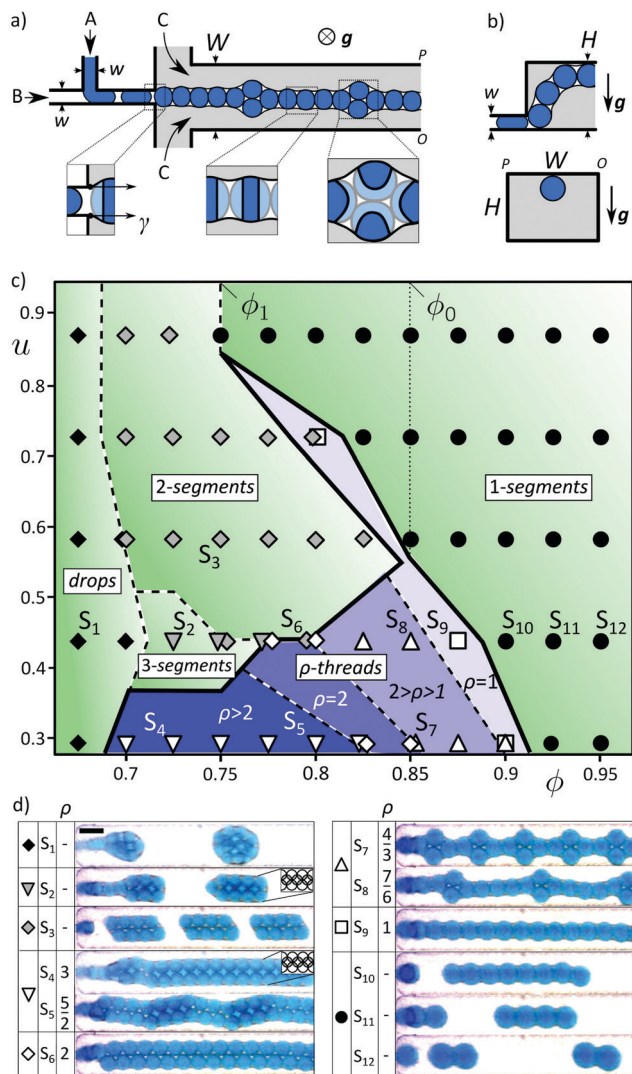 a)
A
C
W
g
P
w
B
w
C
O
γ
b)
H
w
g
P
W
O
H
g
c)
0.9
u
0.7
0.6
0.5
0.4
0.3
ϕ₁
ϕ₀
2-segments
1-segments
S₃
drops
S₁
S₂
S₆
S₈
S₉
S₁₀
S₁₁
S₁₂
3-segments
ρ-threads
ρ=2
2>ρ>1
ρ=1
S₄
ρ>2
S₅
S₇
0.7
0.75
0.8
0.85
0.9
ϕ
0.95
d)
ρ
S₁ -
S₂ -
S₃ -
S₄ 3
S₅ 5/2
S₆ 2
ρ
S₇ 4/3
S₈ 7/6
S₉ 1
S₁₀ -
S₁₁ -
S₁₂ -